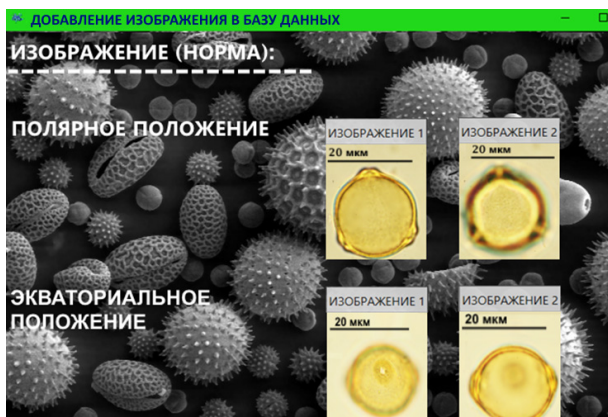 ДОБАВЛЕНИЕ ИЗОБРАЖЕНИЯ В БАЗУ ДАННЫХ
ИЗОБРАЖЕНИЕ (НОРМА):
ПОЛЯРНОЕ ПОЛОЖЕНИЕ
ИЗОБРАЖЕНИЕ 1
ИЗОБРАЖЕНИЕ 2
20 мкм
20 мкм
ЭКВАТОРИАЛЬНОЕ
ПОЛОЖЕНИЕ
ИЗОБРАЖЕНИЕ 1
ИЗОБРАЖЕНИЕ 2
20 мкм
20 мкм